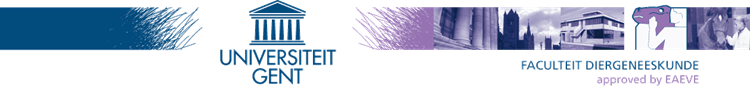 UNIVERSITEIT
GENT
FACULTEIT DIERGENEESKUNDE
approved by EAEVE